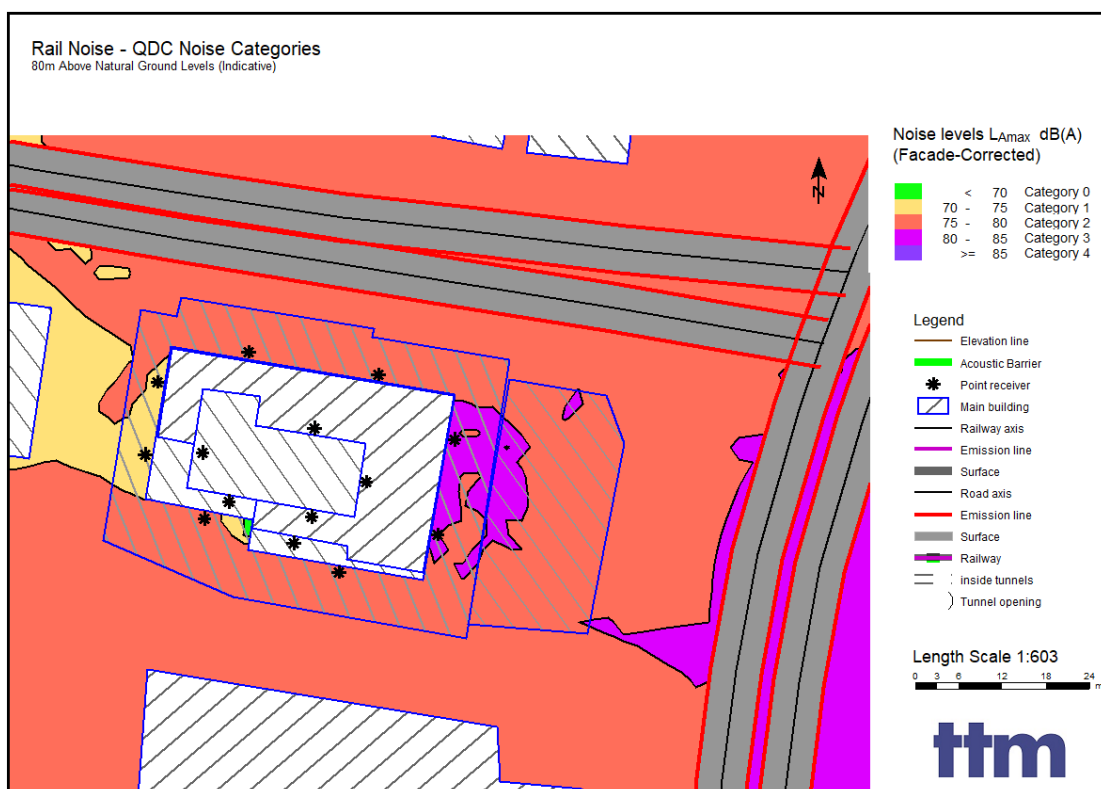 Rail Noise - QDC Noise Categories
80m Above Natural Ground Levels (Indicative)
N
Noise levels LAmax dB(A)
(Facade-Corrected)
< 70 Category 0
70 - 75 Category 1
75 - 80 Category 2
80 - 85 Category 3
>= 85 Category 4
Legend
Elevation line
Acoustic Barrier
Point receiver
Main building
Railway axis
Emission line
Surface
Road axis
Emission line
Surface
Railway
inside tunnels
Tunnel opening
Length Scale 1:603
0 3 6 12 18 24
m
ttm